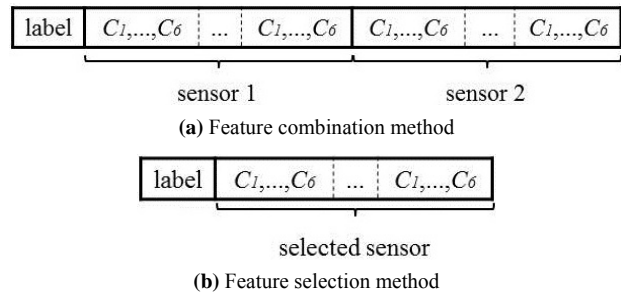 label C1,...,C6 ... C1,...,C6 C1,...,C6 ... C1,...,C6
sensor 1 sensor 2
(a) Feature combination method
label C1,...,C6 ... C1,...,C6
selected sensor
(b) Feature selection method